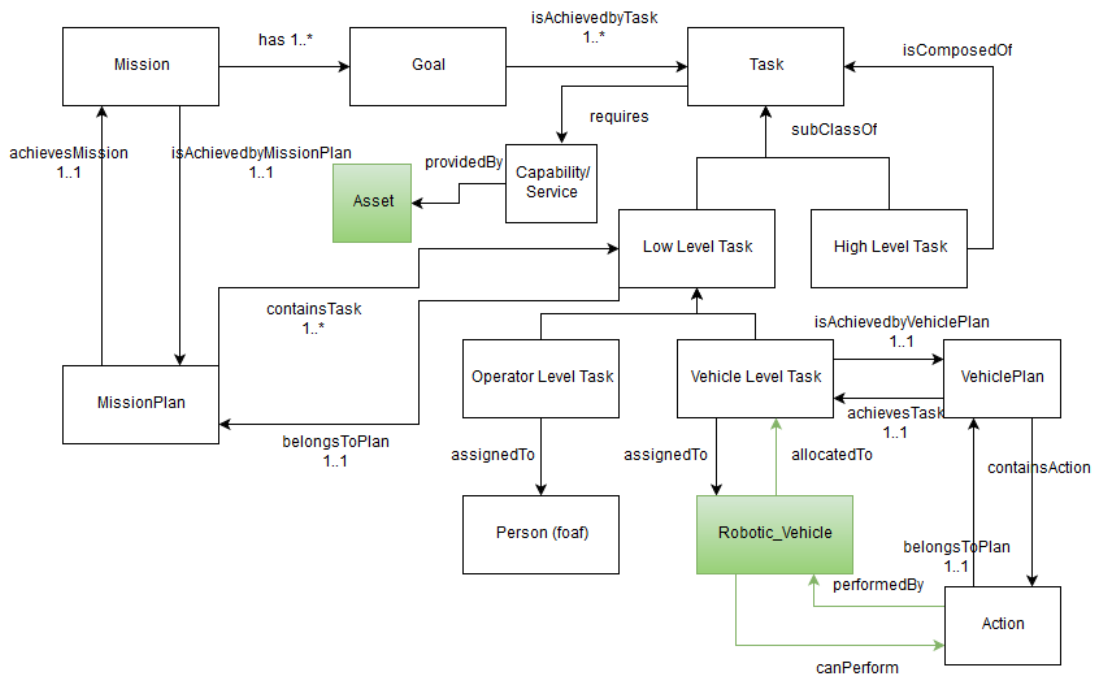 isAchievedbyTask
1..*
has 1..*
isComposedOf
Mission
Goal
Task
requires
subClassOf
achievesMission
1..1
isAchievedbyMissionPlan
1..1
providedBy
Capability/
Service
Asset
Low Level Task
High Level Task
containsTask
1..*
isAchievedbyVehiclePlan
1..1
MissionPlan
Operator Level Task
Vehicle Level Task
VehiclePlan
achievesTask
1..1
belongsToPlan
1..1
assignedTo
assignedTo
allocatedTo
containsAction
Person (foaf)
Robotic_Vehicle
belongsToPlan
1..1
performedBy
Action
canPerform